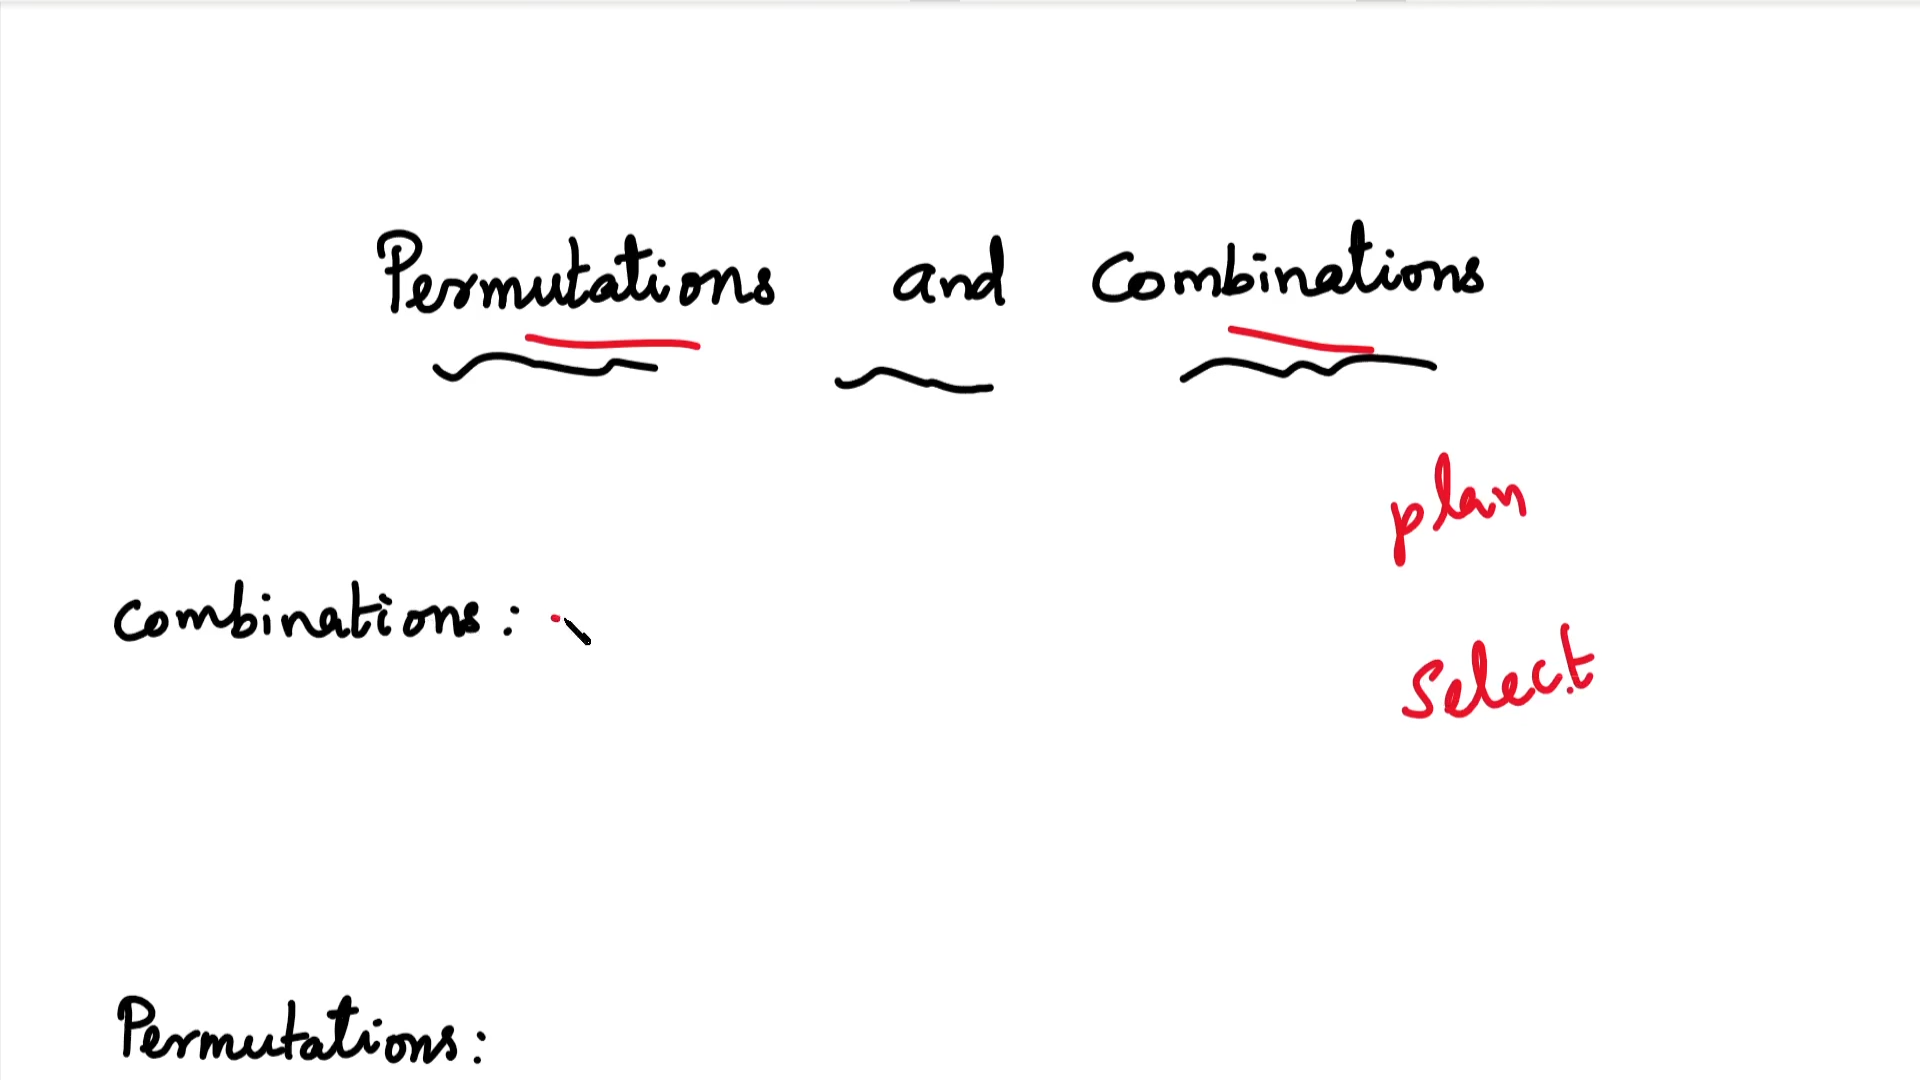 Permutations and Combinations
plan
Combinations :
Select
Permutations :